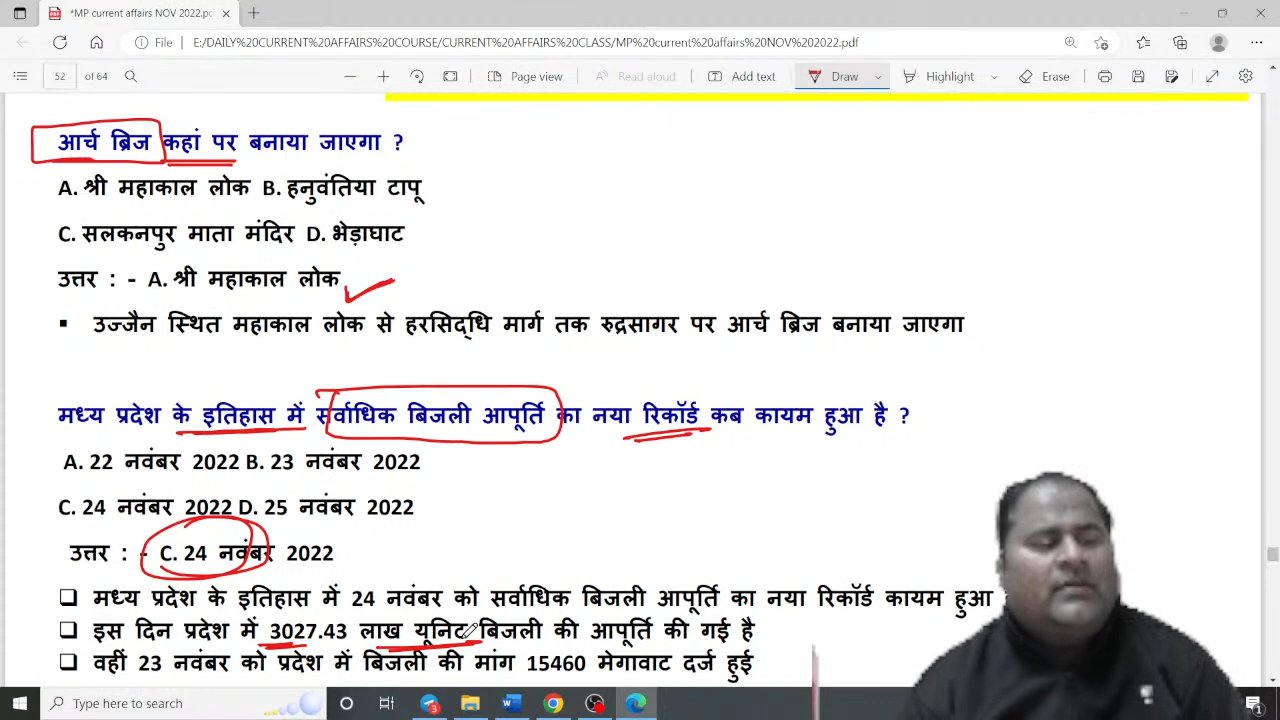 *MP current affairs NOV 2022.pdf
File E:/DAILY%20CURRENT%20AFFAIRS%20COURSE/CURRENT%20AFFAIRS%20CLASS/MP%20current%20affairs%20NOV%202022.pdf
52 of 64 Page view Read aloud Add text Draw Highlight Erase
आर्च ब्रिज कहां पर बनाया जाएगा ?
A. श्री महाकाल लोक B. हनुवंतिया टापू
C. सलकनपुर माता मंदिर D. भेड़ाघाट
उत्तर : - A. श्री महाकाल लोक
▪ उज्जैन स्थित महाकाल लोक से हरसिद्धि मार्ग तक रुद्रसागर पर आर्च ब्रिज बनाया जाएगा
मध्य प्रदेश के इतिहास में सर्वाधिक बिजली आपूर्ति का नया रिकॉर्ड कब कायम हुआ है ?
A. 22 नवंबर 2022 B. 23 नवंबर 2022
C. 24 नवंबर 2022 D. 25 नवंबर 2022
उत्तर : - C. 24 नवंबर 2022
❑ मध्य प्रदेश के इतिहास में 24 नवंबर को सर्वाधिक बिजली आपूर्ति का नया रिकॉर्ड कायम हुआ
❑ इस दिन प्रदेश में 3027.43 लाख यूनिट बिजली की आपूर्ति की गई है
❑ वहीं 23 नवंबर को प्रदेश में बिजली की मांग 15460 मेगावाट दर्ज हुई
Type here to search